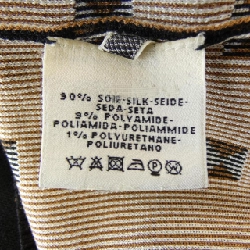 90% SOIE-SILK-SEIDE-
SEDA-SETA
9% POLYAMIDE-
POLIAMIDA-POLIAMMIDE
1% POLYURETHANE-
POLIURETANO